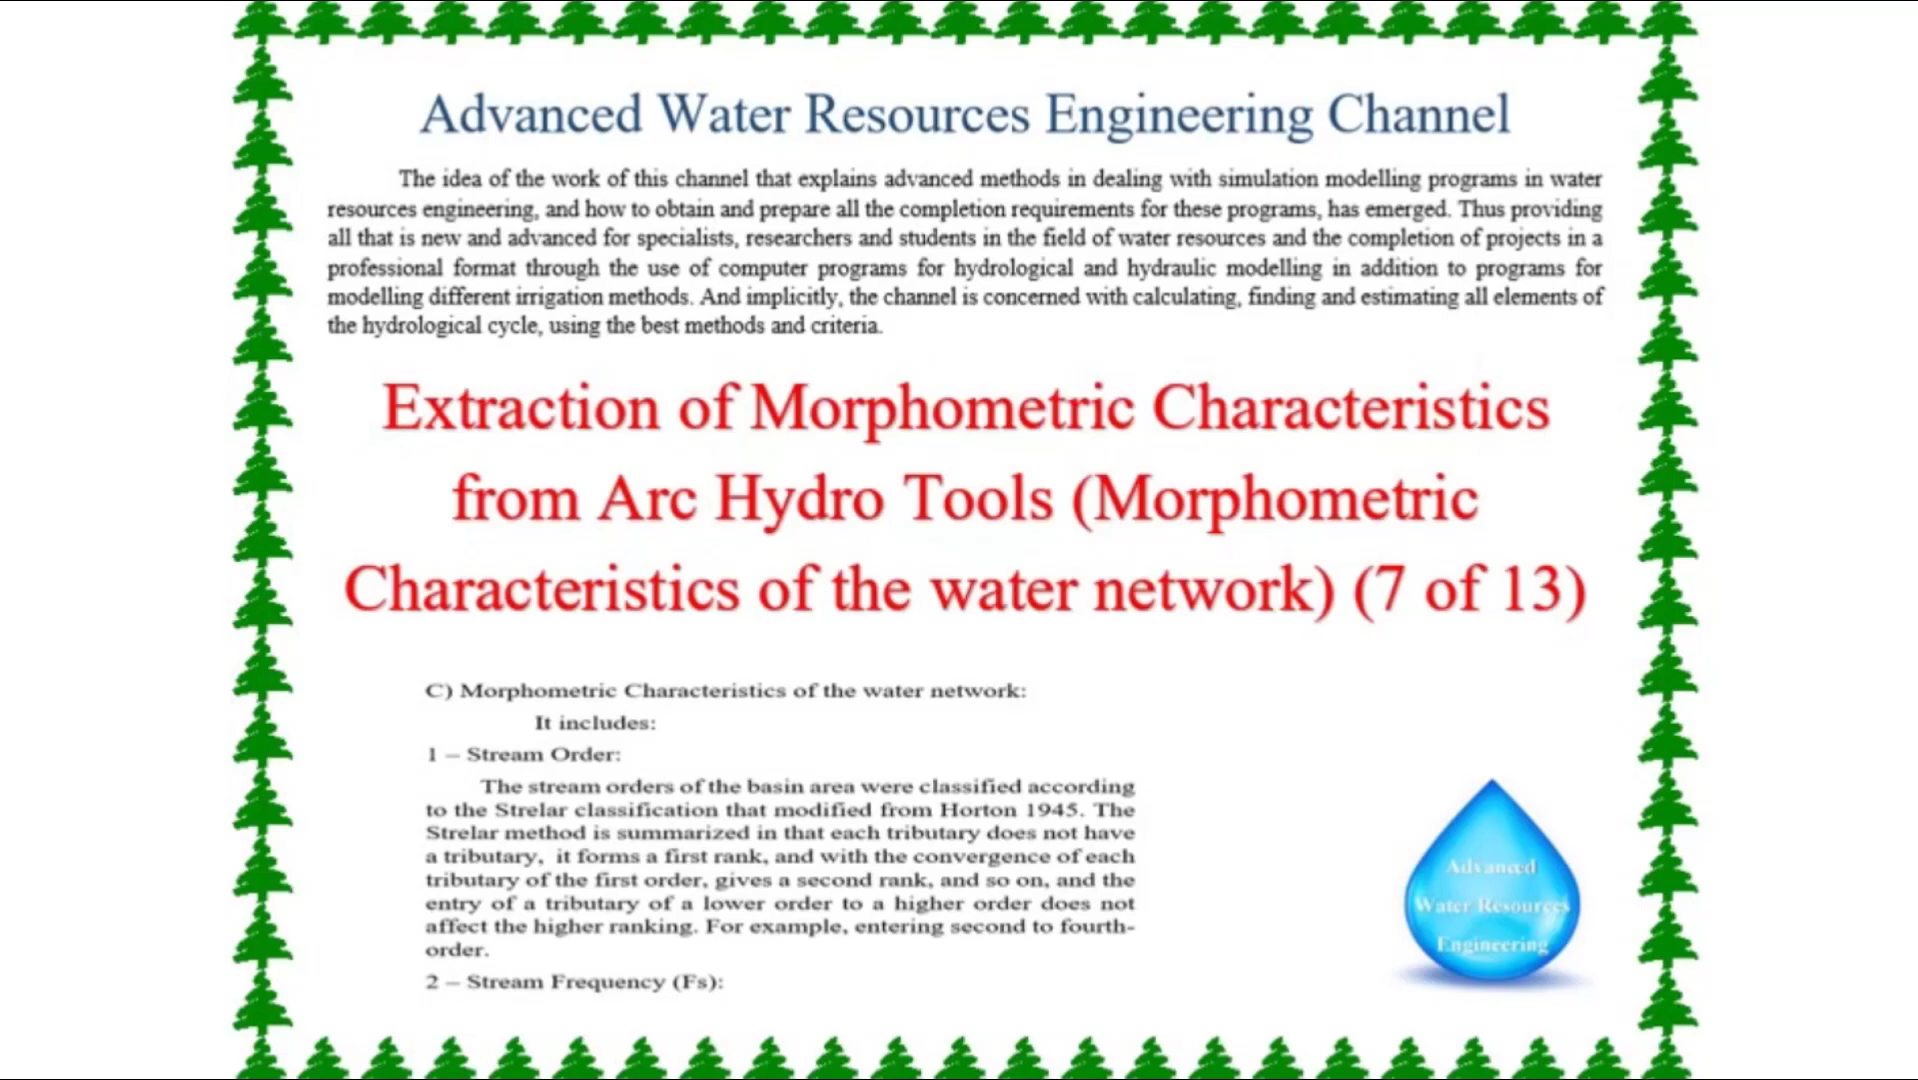 Advanced Water Resources Engineering Channel
The idea of the work of this channel that explains advanced methods in dealing with simulation modelling programs in water
resources engineering, and how to obtain and prepare all the completion requirements for these programs, has emerged. Thus providing
all that is new and advanced for specialists, researchers and students in the field of water resources and the completion of projects in a
professional format through the use of computer programs for hydrological and hydraulic modelling in addition to programs for
modelling different irrigation methods. And implicitly, the channel is concerned with calculating, finding and estimating all elements of
the hydrological cycle, using the best methods and criteria.
Extraction of Morphometric Characteristics
from Arc Hydro Tools (Morphometric
Characteristics of the water network) (7 of 13)
C) Morphometric Characteristics of the water network:
It includes:
1 – Stream Order:
The stream orders of the basin area were classified according
to the Strelar classification that modified from Horton 1945. The
Strelar method is summarized in that each tributary does not have
a tributary, it forms a first rank, and with the convergence of each
tributary of the first order, gives a second rank, and so on, and the
entry of a tributary of a lower order to a higher order does not
affect the higher ranking. For example, entering second to fourth-
order.
2 – Stream Frequency (Fs):
Advanced
Water Resources
Engineering